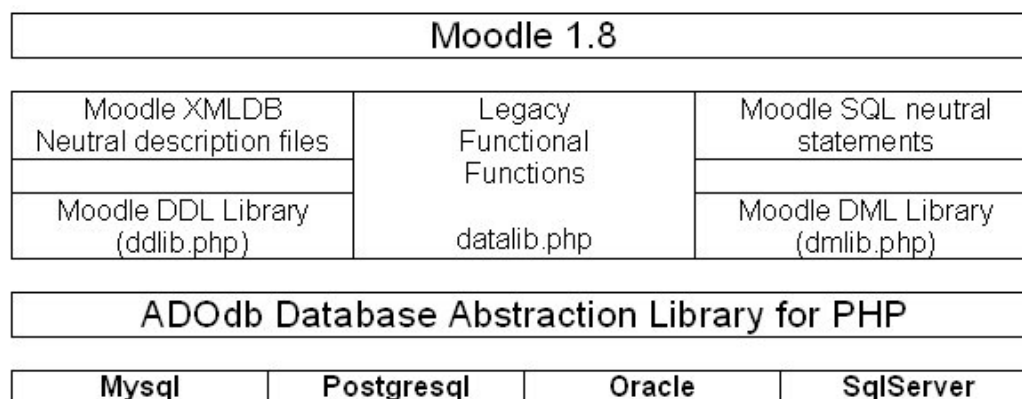 Moodle 1.8
Moodle XMLDB
Neutral description files
Legacy
Functional
Functions
datalib.php
Moodle SQL neutral
statements
Moodle DDL Library
(ddlib.php)
Moodle DML Library
(dmlib.php)
ADOdb Database Abstraction Library for PHP
Mysql
Postgresql
Oracle
SqlServer